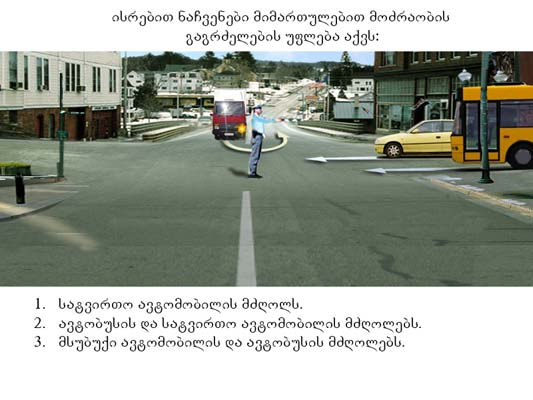 ისრებით ნაჩვენები მიმართულებით მოძრაობის
გაგრძელების უფლება აქვს:
1. სატვირთო ავტომობილის მძღოლს.
2. ავტობუსის და სატვირთო ავტომობილის მძღოლებს.
3. მსუბუქი ავტომობილის და ავტობუსის მძღოლებს.